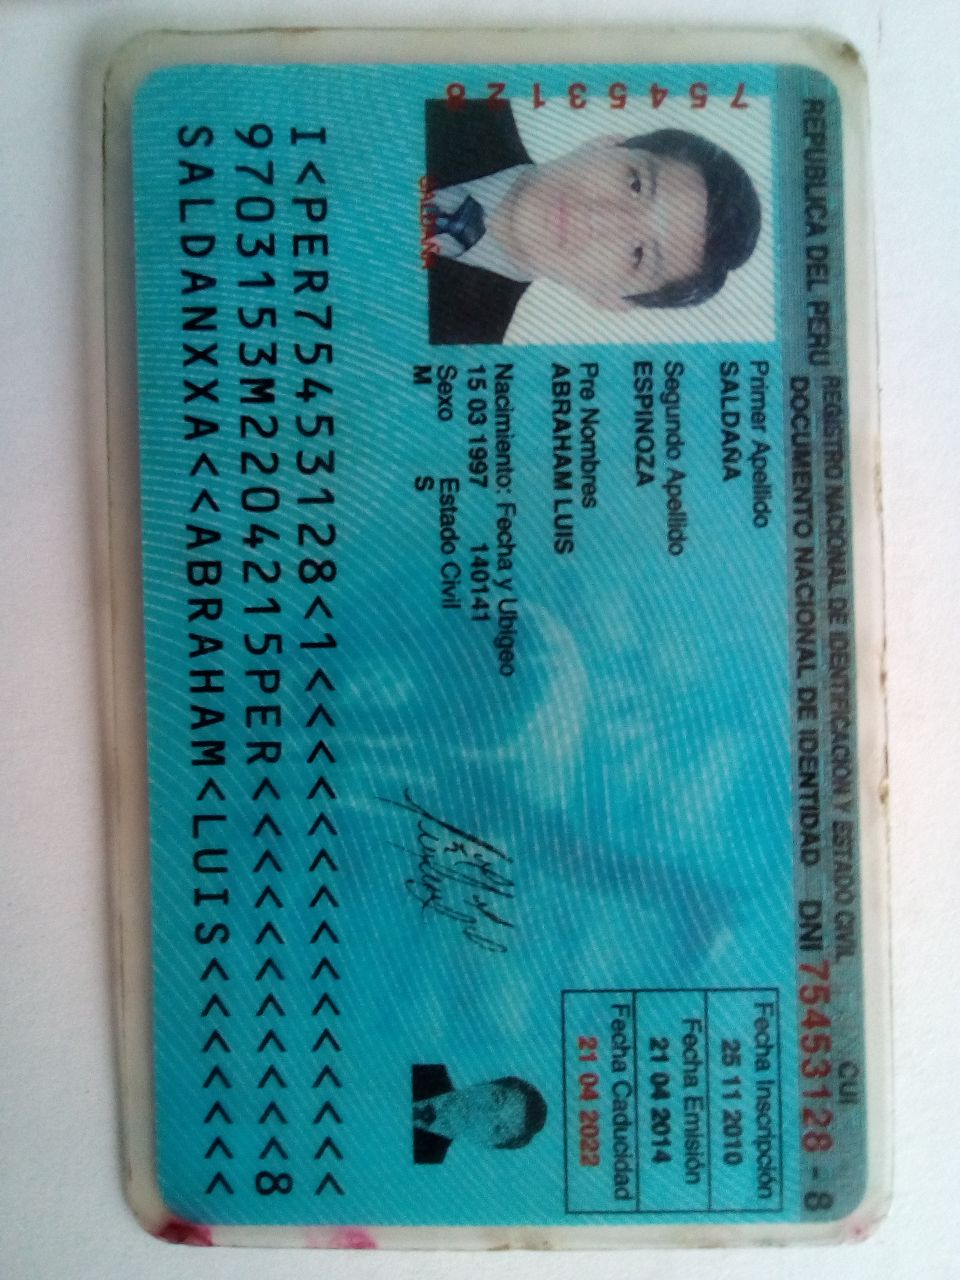 REPUBLICA DEL PERU REGISTRO NACIONAL DE IDENTIFICACION Y ESTADO CIVIL CUI
DOCUMENTO NACIONAL DE IDENTIDAD DNI 75453128 - 8
75453128
Primer Apellido
SALDAÑA
Segundo Apellido
ESPINOZA
Pre Nombres
ABRAHAM LUIS
Nacimiento: Fecha y Ubigeo
15 03 1997 140141
Sexo Estado Civil
M S
SALDAÑA
Fecha Inscripción
25 11 2010
Fecha Emisión
21 04 2014
Fecha Caducidad
21 04 2022
I<PER75453128<1<<<<<<<<<<<<<<<
9703153M2204215PER<<<<<<<<<<<8
SALDANXXA<<ABRAHAM<LUIS<<<<<<<